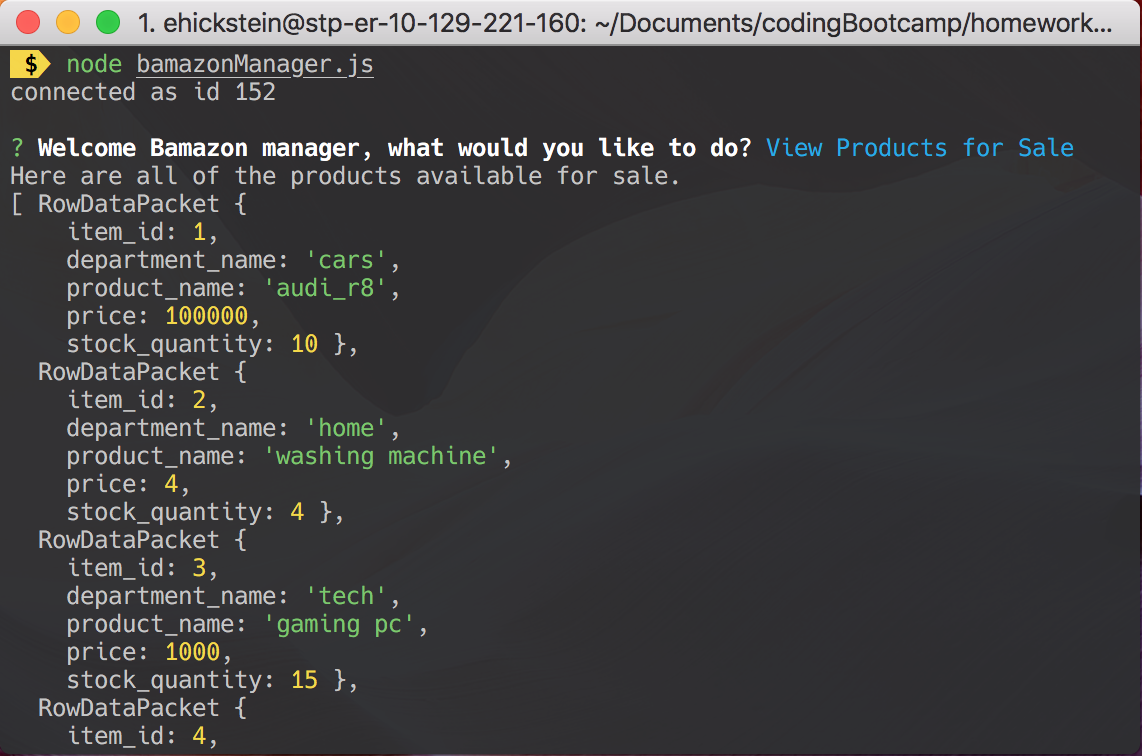 1. ehickstein@stp-er-10-129-221-160: ~/Documents/codingBootcamp/homework...
$ node bamazonManager.js
connected as id 152
? Welcome Bamazon manager, what would you like to do? View Products for Sale
Here are all of the products available for sale.
[ RowDataPacket {
    item_id: 1,
    department_name: 'cars',
    product_name: 'audi_r8',
    price: 100000,
    stock_quantity: 10 },
  RowDataPacket {
    item_id: 2,
    department_name: 'home',
    product_name: 'washing machine',
    price: 4,
    stock_quantity: 4 },
  RowDataPacket {
    item_id: 3,
    department_name: 'tech',
    product_name: 'gaming pc',
    price: 1000,
    stock_quantity: 15 },
  RowDataPacket {
    item_id: 4,